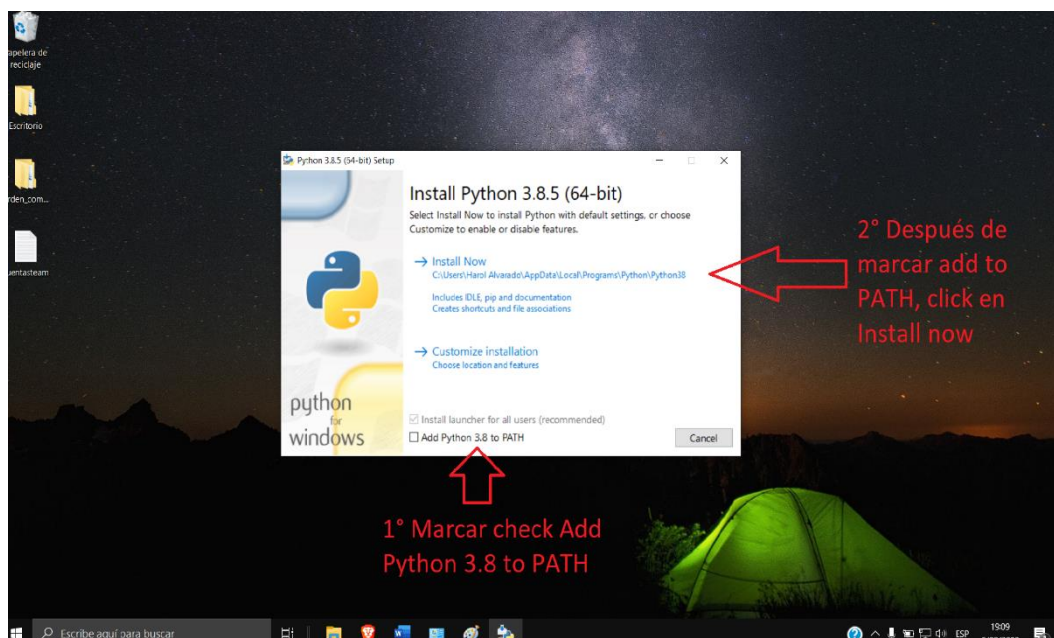 reciclaje
Escritorio
Python 3.8.5 (64-bit) Setup
Install Python 3.8.5 (64-bit)
Select Install Now to install Python with default settings, or choose
Customize to enable or disable features.
→ Install Now
C:\Users\Harol Alvarado\AppData\Local\Programs\Python\Python38
Includes IDLE, pip and documentation
Creates shortcuts and file associations
→ Customize installation
Choose location and features
python
for
windows
Install launcher for all users (recommended)
Add Python 3.8 to PATH
Cancel
2° Después de
marcar add to
PATH, click en
Install now
1° Marcar check Add
Python 3.8 to PATH
Escribe aquí para buscar
ESP
19:09